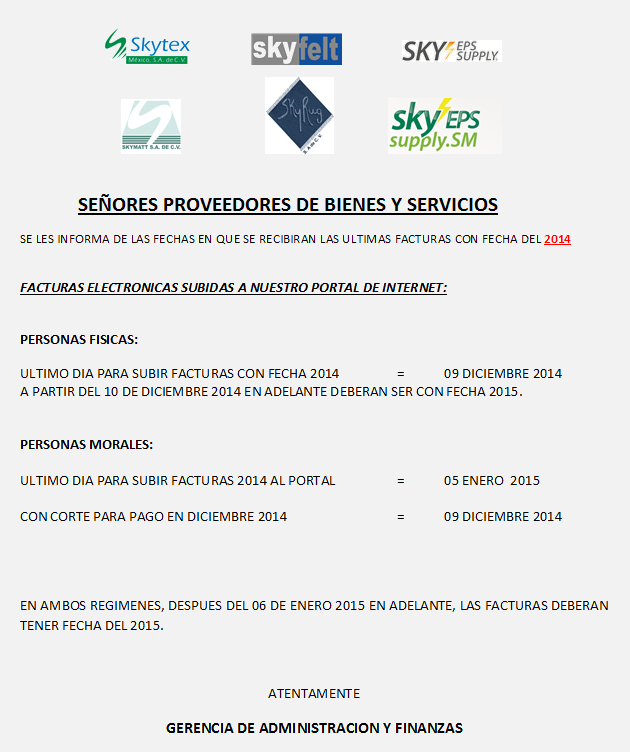 Skytex
México, S.A. de C.V.
skyfelt
SKY EPS
SUPPLY.
SKYMATT S.A. DE C.V.
SkyRug
S.A. de C.V.
sky EPS
supply.SM
SEÑORES PROVEEDORES DE BIENES Y SERVICIOS
SE LES INFORMA DE LAS FECHAS EN QUE SE RECIBIRAN LAS ULTIMAS FACTURAS CON FECHA DEL 2014
FACTURAS ELECTRONICAS SUBIDAS A NUESTRO PORTAL DE INTERNET:
PERSONAS FISICAS:
ULTIMO DIA PARA SUBIR FACTURAS CON FECHA 2014 = 09 DICIEMBRE 2014
A PARTIR DEL 10 DE DICIEMBRE 2014 EN ADELANTE DEBERAN SER CON FECHA 2015.
PERSONAS MORALES:
ULTIMO DIA PARA SUBIR FACTURAS 2014 AL PORTAL = 05 ENERO 2015
CON CORTE PARA PAGO EN DICIEMBRE 2014 = 09 DICIEMBRE 2014
EN AMBOS REGIMENES, DESPUES DEL 06 DE ENERO 2015 EN ADELANTE, LAS FACTURAS DEBERAN
TENER FECHA DEL 2015.
ATENTAMENTE
GERENCIA DE ADMINISTRACION Y FINANZAS